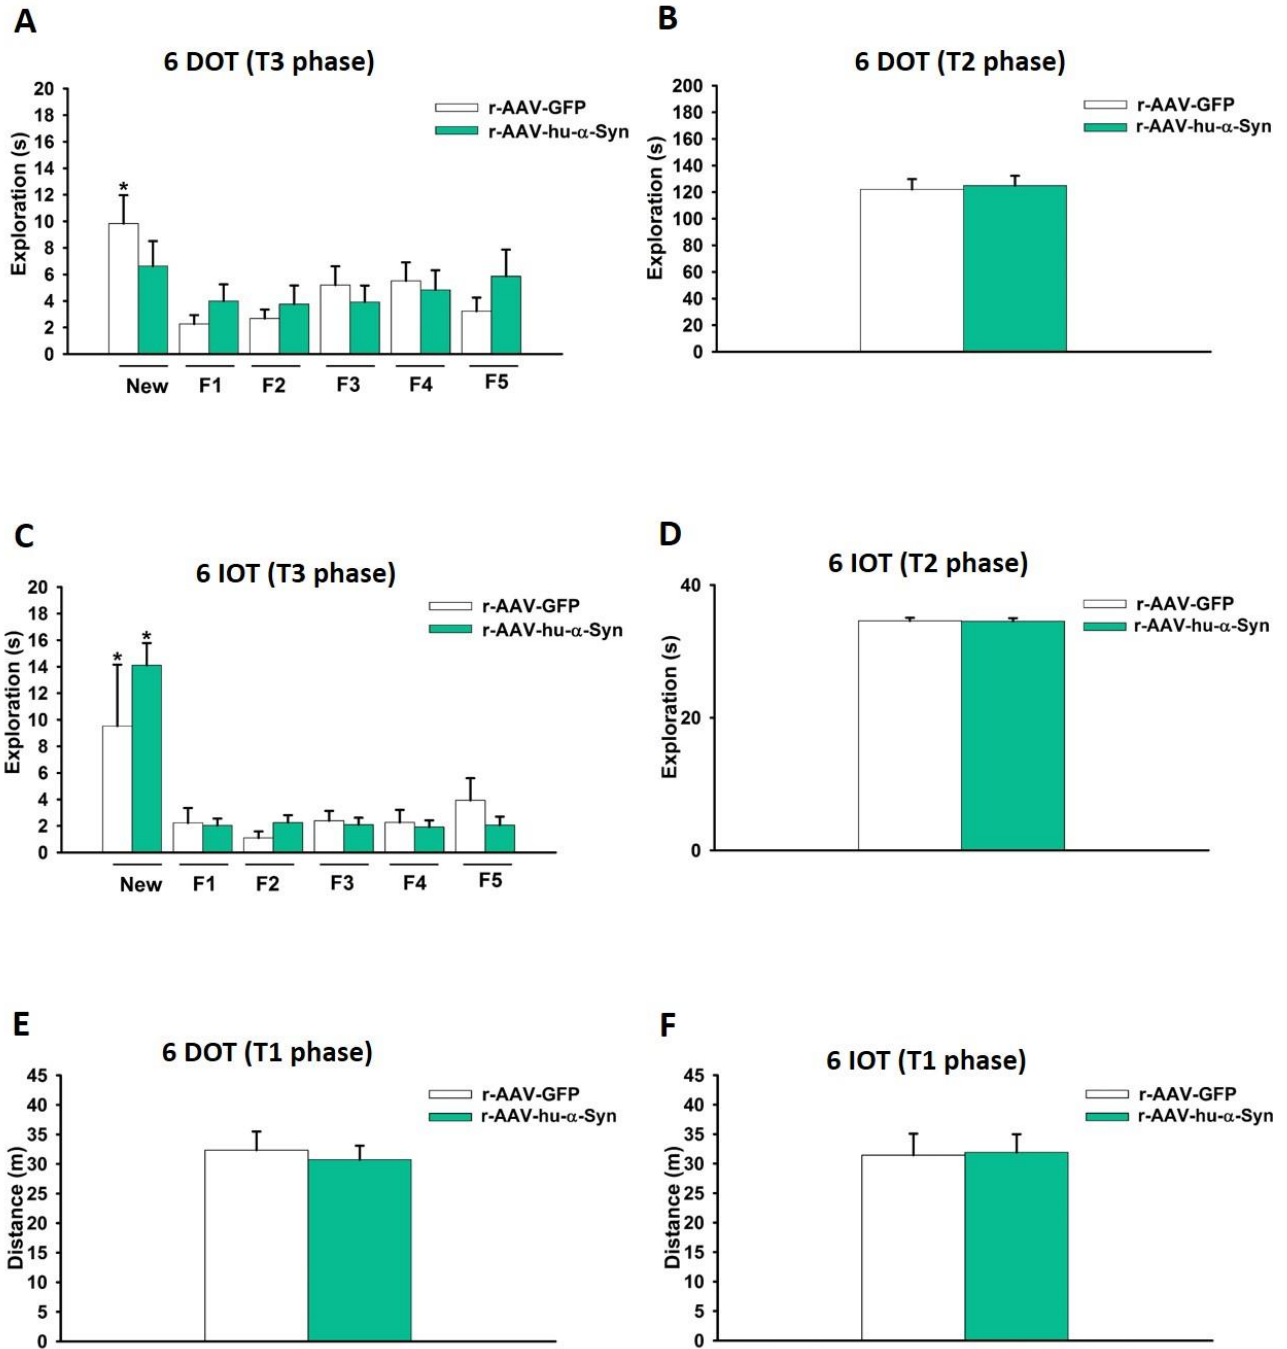 A
6 DOT (T3 phase)
r-AAV-GFP
r-AAV-hu-α-Syn
Exploration (s)
20
18
16
14
12
10
8
6
4
2
0
*
New F1 F2 F3 F4 F5
B
6 DOT (T2 phase)
r-AAV-GFP
r-AAV-hu-α-Syn
Exploration (s)
200
180
160
140
120
100
80
60
40
20
0
C
6 IOT (T3 phase)
r-AAV-GFP
r-AAV-hu-α-Syn
Exploration (s)
20
18
16
14
12
10
8
6
4
2
0
* *
New F1 F2 F3 F4 F5
D
6 IOT (T2 phase)
r-AAV-GFP
r-AAV-hu-α-Syn
Exploration (s)
40
20
0
E
6 DOT (T1 phase)
r-AAV-GFP
r-AAV-hu-α-Syn
Distance (m)
45
40
35
30
25
20
15
10
5
0
F
6 IOT (T1 phase)
r-AAV-GFP
r-AAV-hu-α-Syn
Distance (m)
45
40
35
30
25
20
15
10
5
0